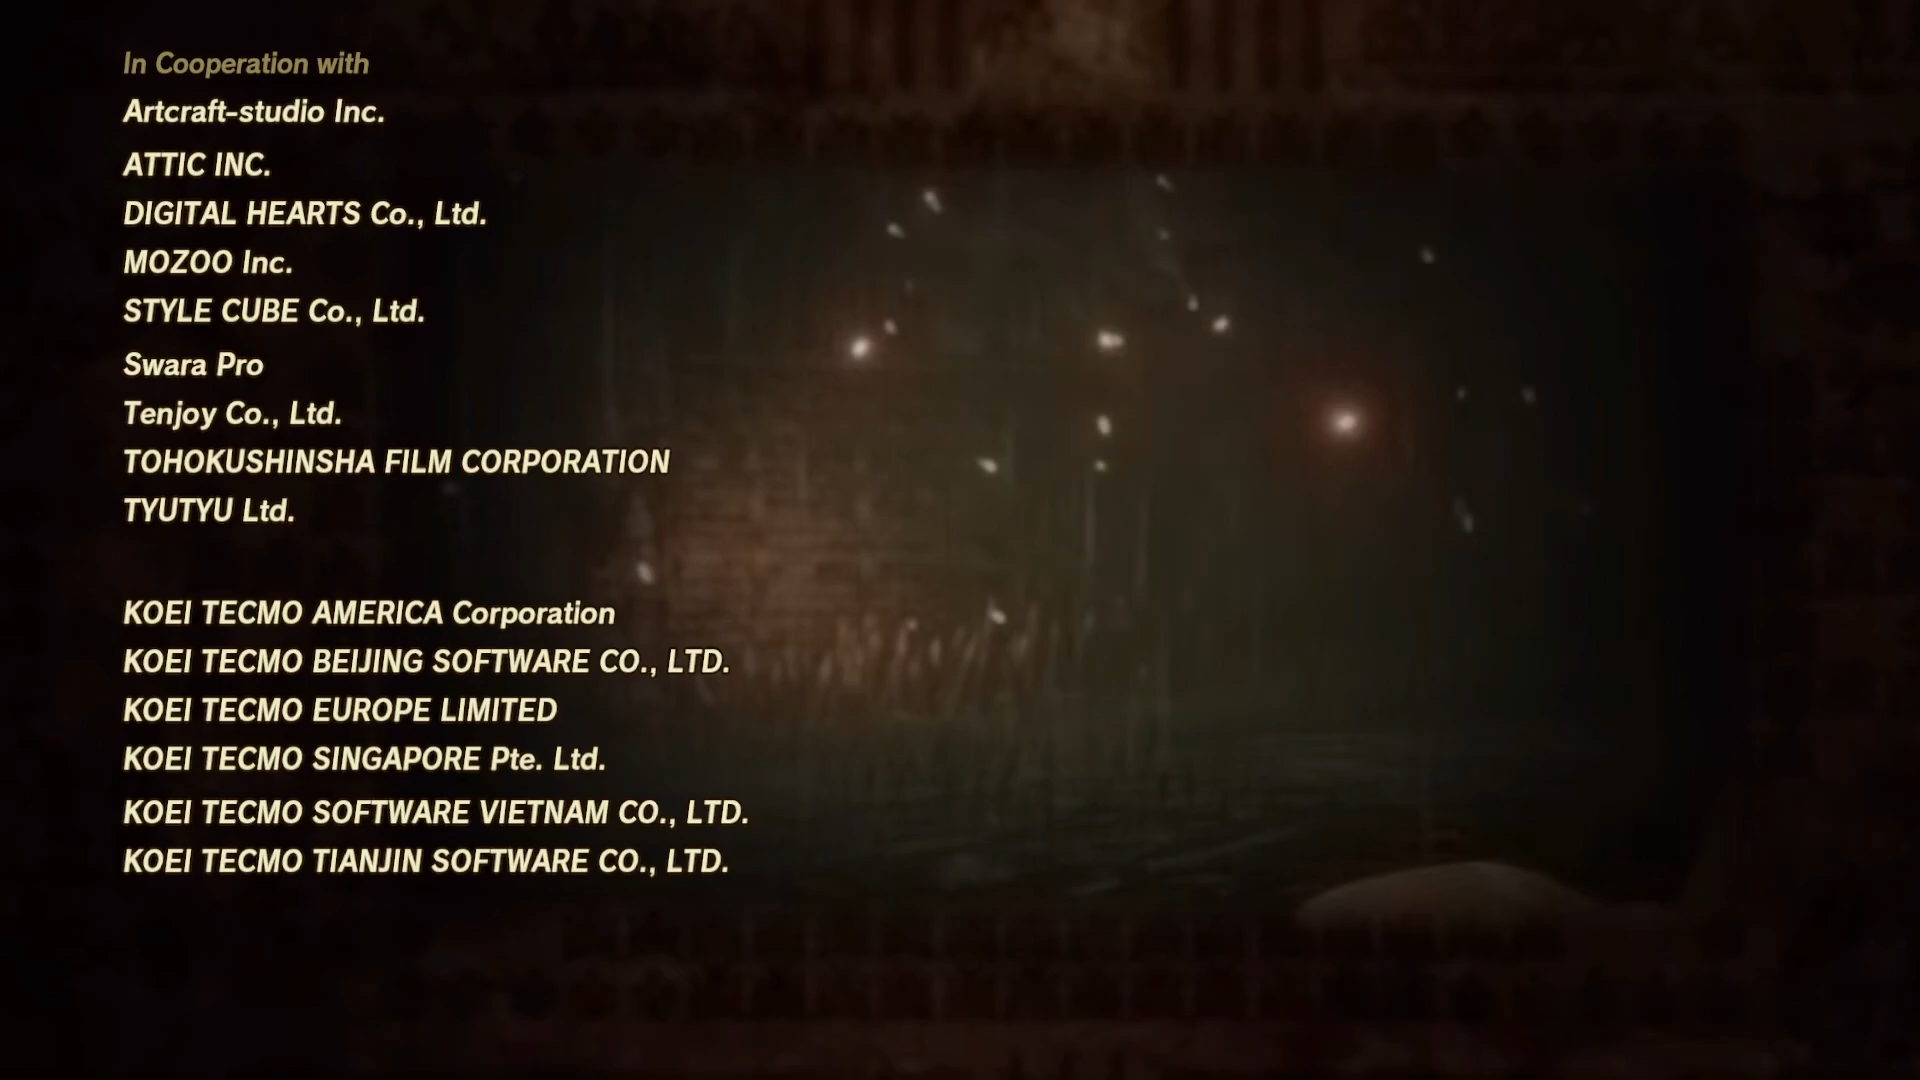 In Cooperation with
Artcraft-studio Inc.
ATTIC INC.
DIGITAL HEARTS Co., Ltd.
MOZOO Inc.
STYLE CUBE Co., Ltd.
Swara Pro
Tenjoy Co., Ltd.
TOHOKUSHINSHA FILM CORPORATION
TYUTYU Ltd.
KOEI TECMO AMERICA Corporation
KOEI TECMO BEIJING SOFTWARE CO., LTD.
KOEI TECMO EUROPE LIMITED
KOEI TECMO SINGAPORE Pte. Ltd.
KOEI TECMO SOFTWARE VIETNAM CO., LTD.
KOEI TECMO TIANJIN SOFTWARE CO., LTD.